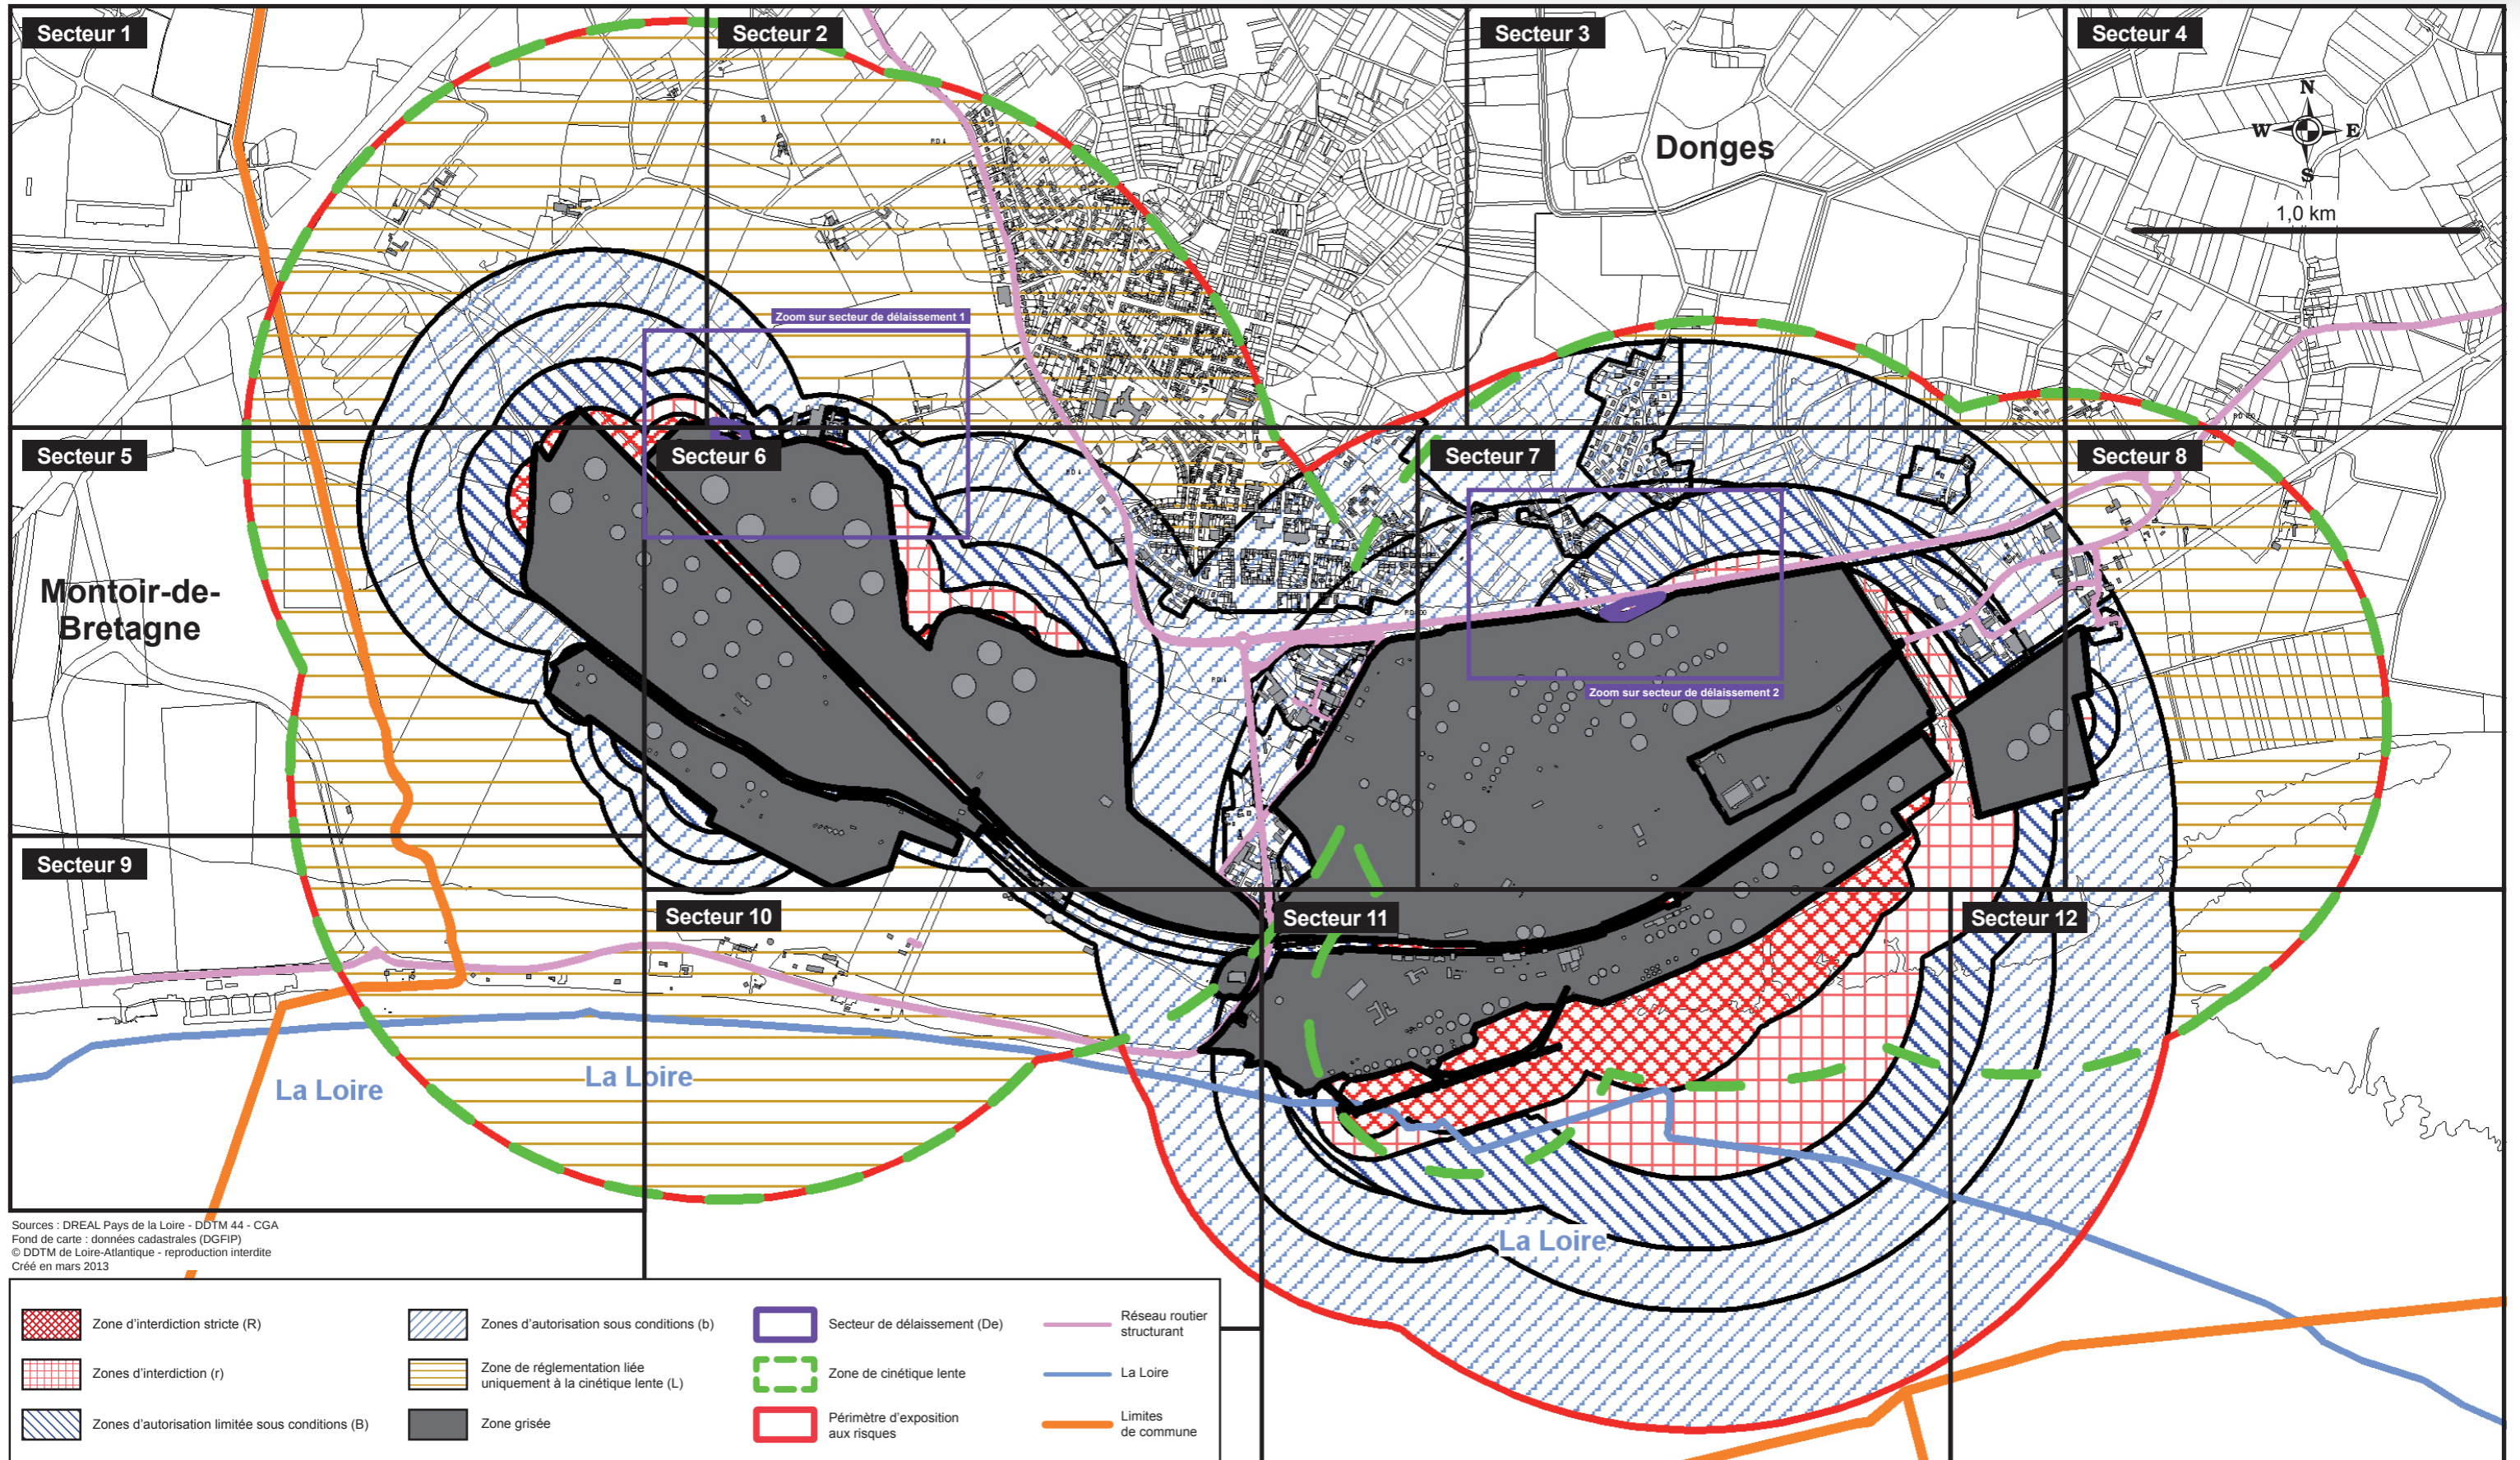 Secteur 1
Secteur 2
Secteur 3
Secteur 4
Donges
N
W
E
S
1,0 km
Zoom sur secteur de délaissement 1
Secteur 5
Secteur 6
Secteur 7
Secteur 8
Montoir-de-
Bretagne
Zoom sur secteur de délaissement 2
Secteur 9
Secteur 10
Secteur 11
Secteur 12
La Loire
La Loire
La Loire
Sources : DREAL Pays de la Loire - DDTM 44 - CGA
Fond de carte : données cadastrales (DGFIP)
© DDTM de Loire-Atlantique - reproduction interdite
Créé en mars 2013
Zone d'interdiction stricte (R)
Zones d'interdiction (r)
Zones d'autorisation limitée sous conditions (B)
Zones d'autorisation sous conditions (b)
Zone de réglementation liée
uniquement à la cinétique lente (L)
Zone grisée
Secteur de délaissement (De)
Zone de cinétique lente
Périmètre d'exposition
aux risques
Réseau routier
structurant
La Loire
Limites
de commune